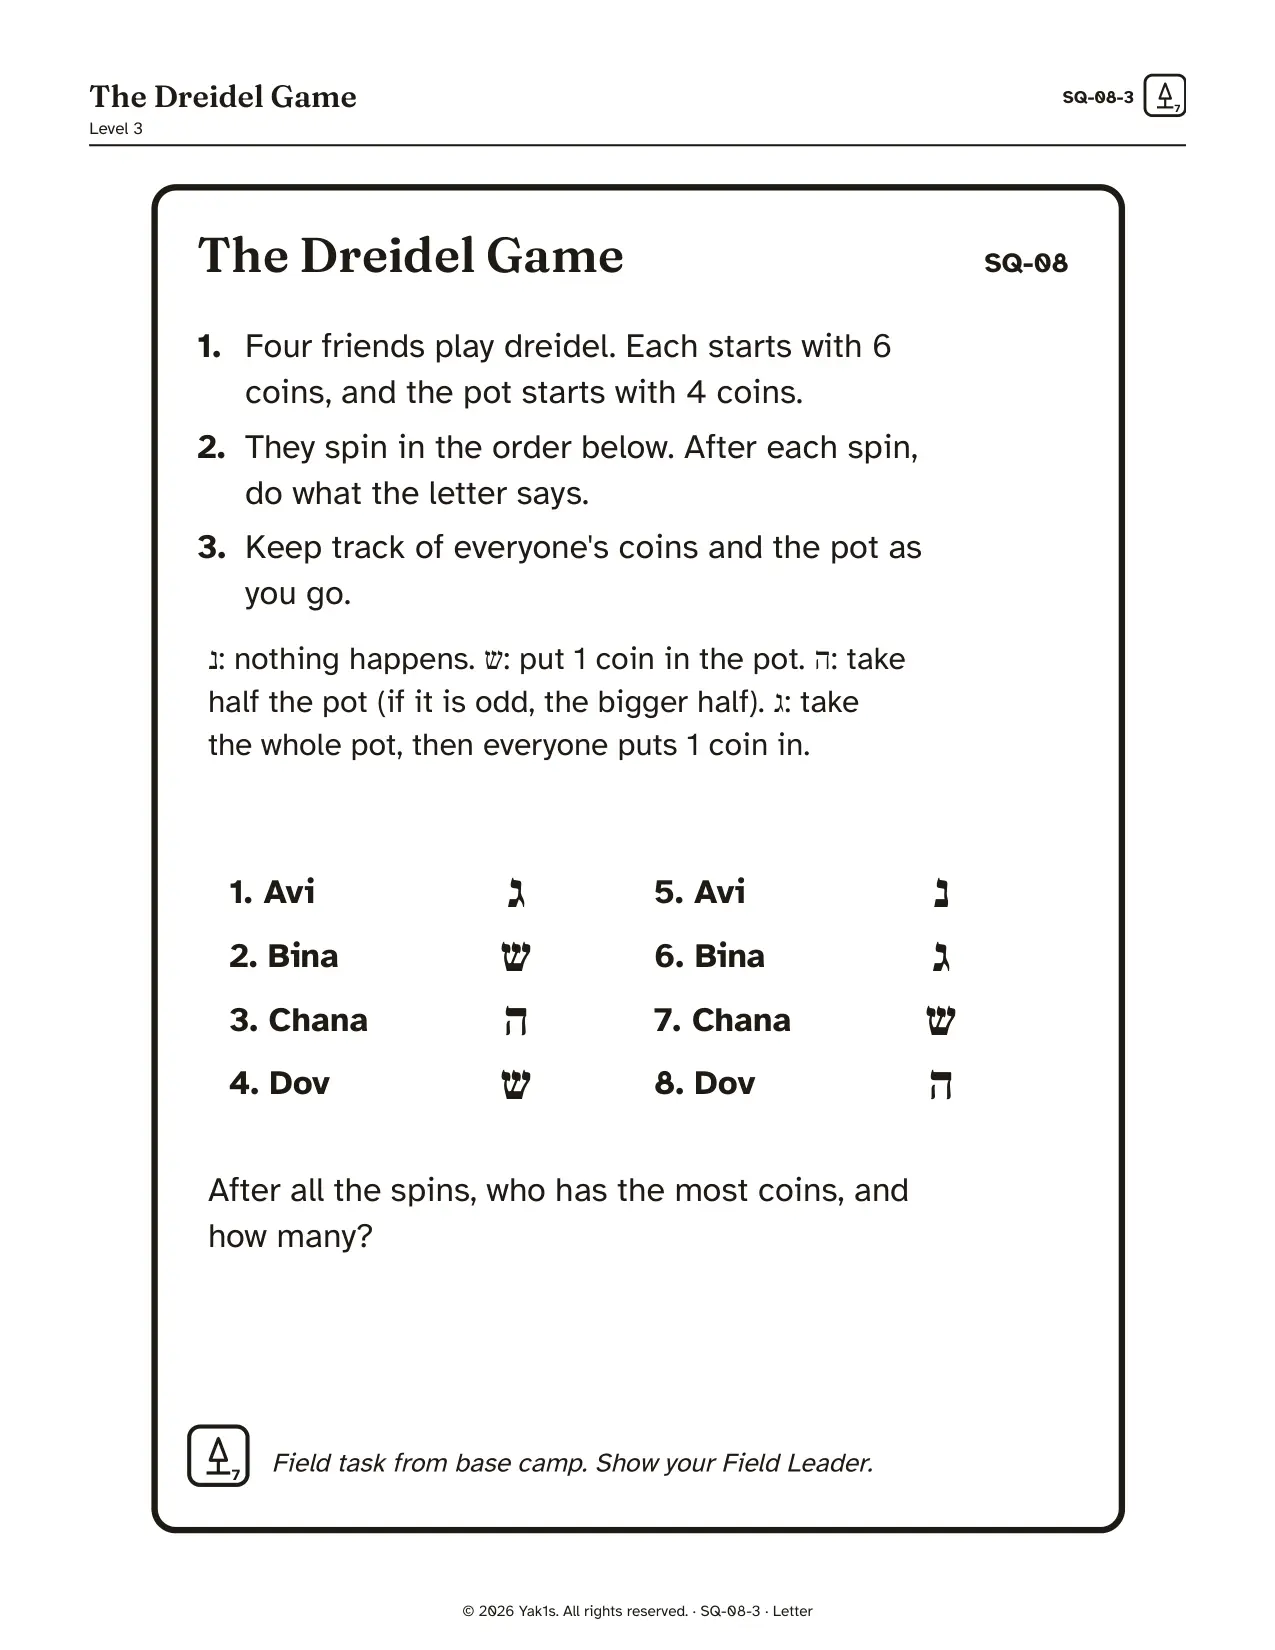 The Dreidel Game
Level 3
SQ-08-3
7
The Dreidel Game
SQ-08
1. Four friends play dreidel. Each starts with 6
coins, and the pot starts with 4 coins.
2. They spin in the order below. After each spin,
do what the letter says.
3. Keep track of everyone's coins and the pot as
you go.
נ: nothing happens. ש: put 1 coin in the pot. ה: take
half the pot (if it is odd, the bigger half). ג: take
the whole pot, then everyone puts 1 coin in.
1. Avi ג
2. Bina ש
3. Chana ה
4. Dov ש
5. Avi נ
6. Bina ג
7. Chana ש
8. Dov ה
After all the spins, who has the most coins, and
how many?
7
Field task from base camp. Show your Field Leader.
© 2026 Yak1s. All rights reserved. · SQ-08-3 · Letter